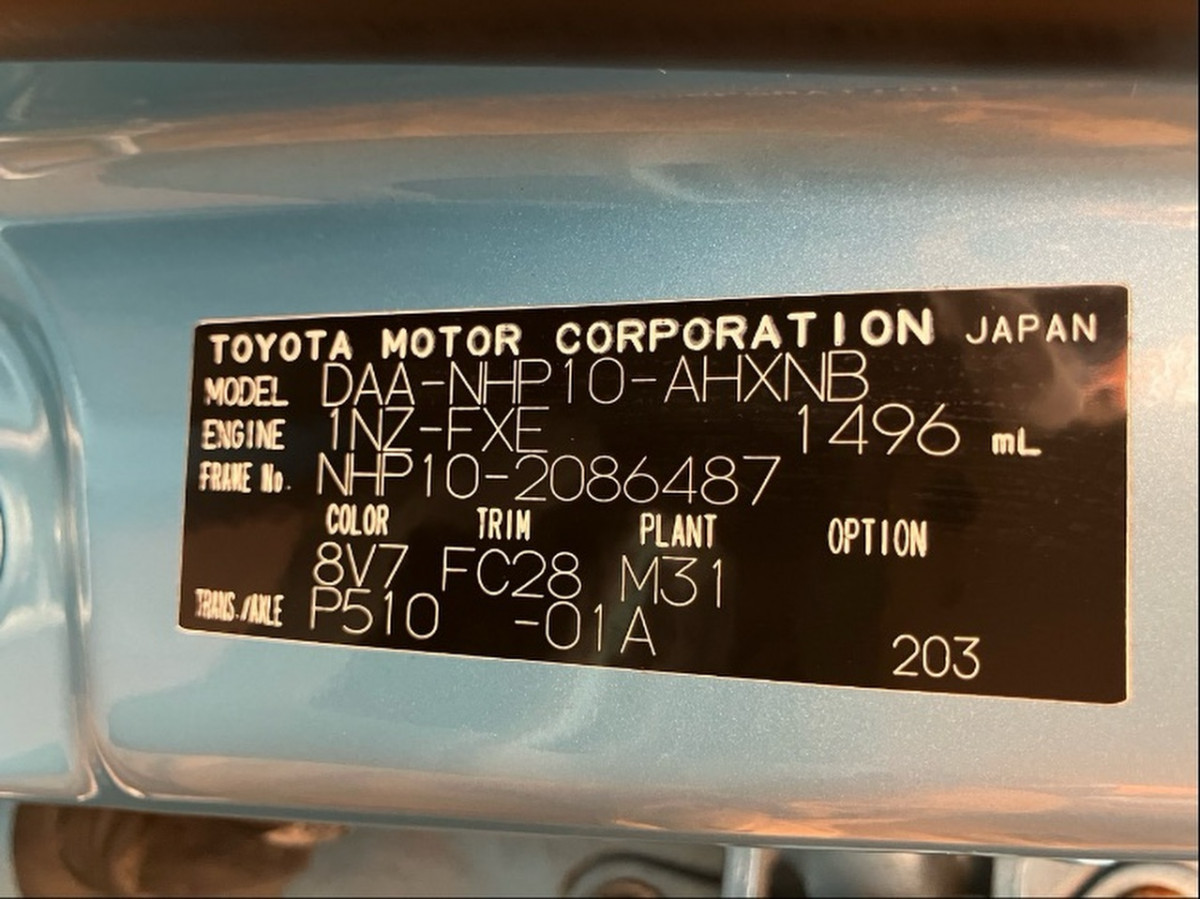 TOYOTA MOTOR CORPORATION JAPAN
MODEL DAA-NHP10-AHXNB
ENGINE 1NZ-FXE 1496 mL
FRAME No. NHP10-2086487
COLOR TRIM PLANT OPTION
8V7 FC28 M31
TRANS./AXLE P510 -01A
203